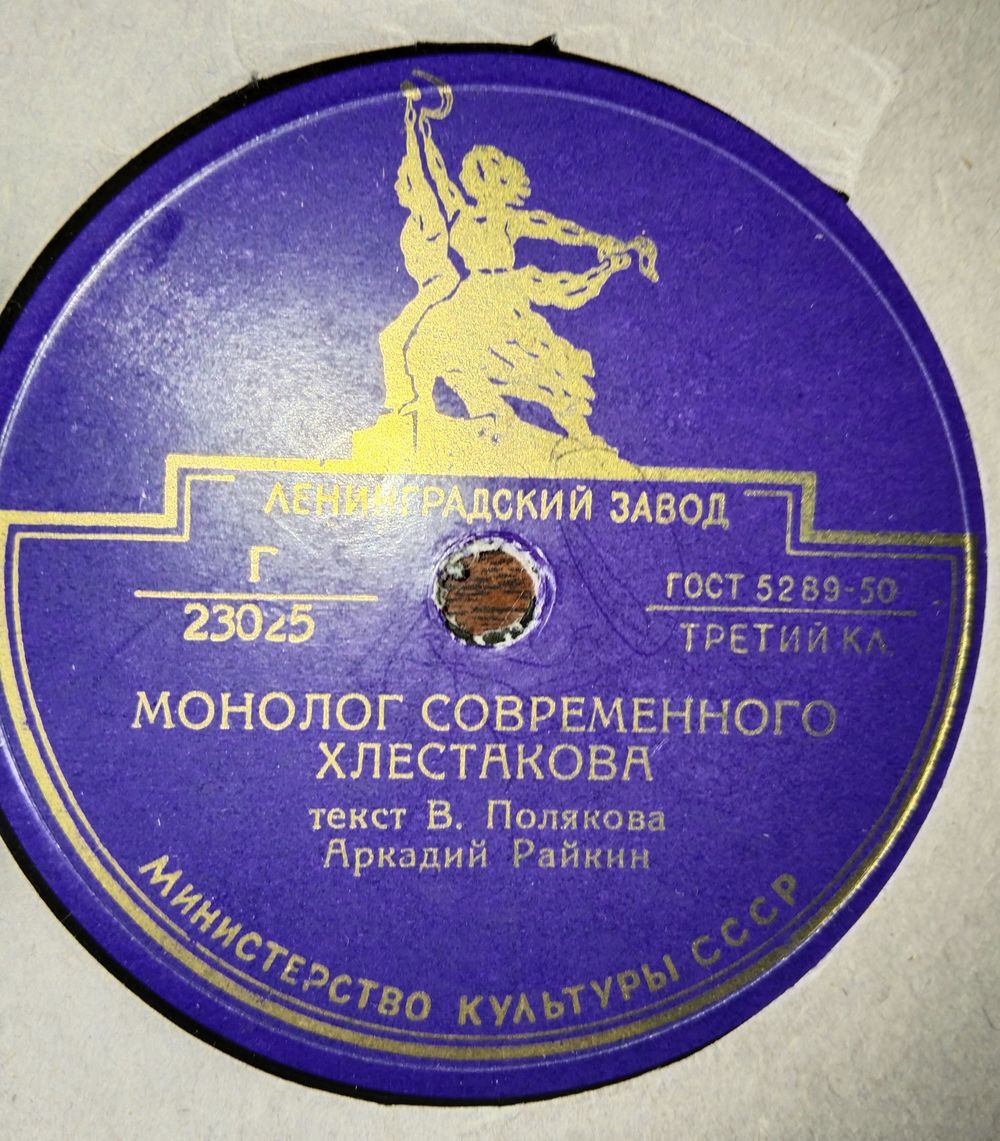 ЛЕНИНГРАДСКИЙ ЗАВОД
Г
23025
ГОСТ 5289-50
ТРЕТИЙ КЛ.
МОНОЛОГ СОВРЕМЕННОГО
ХЛЕСТАКОВА
текст В. Полякова
Аркадий Райкин
МИНИСТЕРСТВО КУЛЬТУРЫ СССР